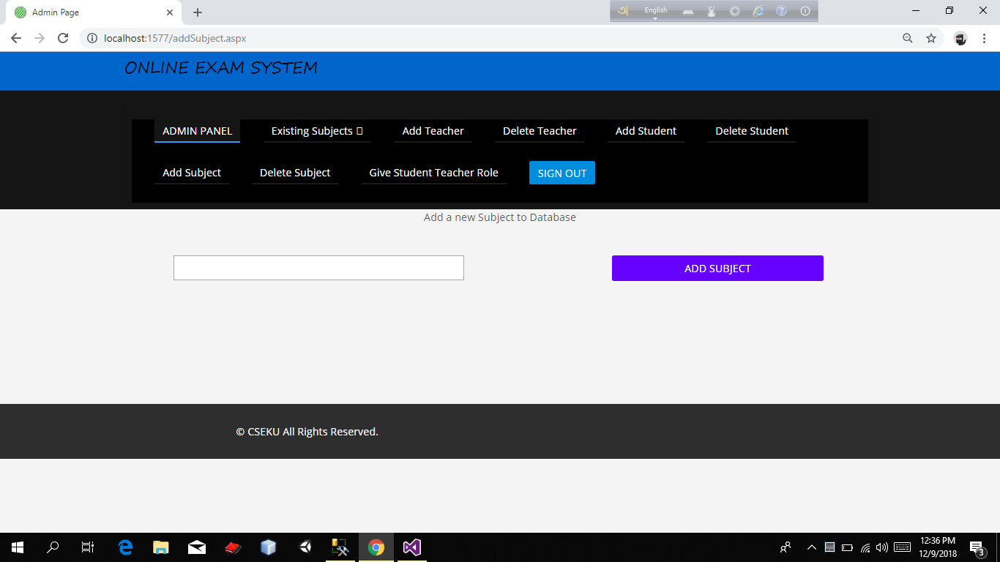 Admin Page
English
localhost:1577/addSubject.aspx
ONLINE EXAM SYSTEM
ADMIN PANEL Existing Subjects Add Teacher Delete Teacher Add Student Delete Student
Add Subject Delete Subject Give Student Teacher Role SIGN OUT
Add a new Subject to Database
ADD SUBJECT
© CSEKU All Rights Reserved.
12:36 PM
12/9/2018
3